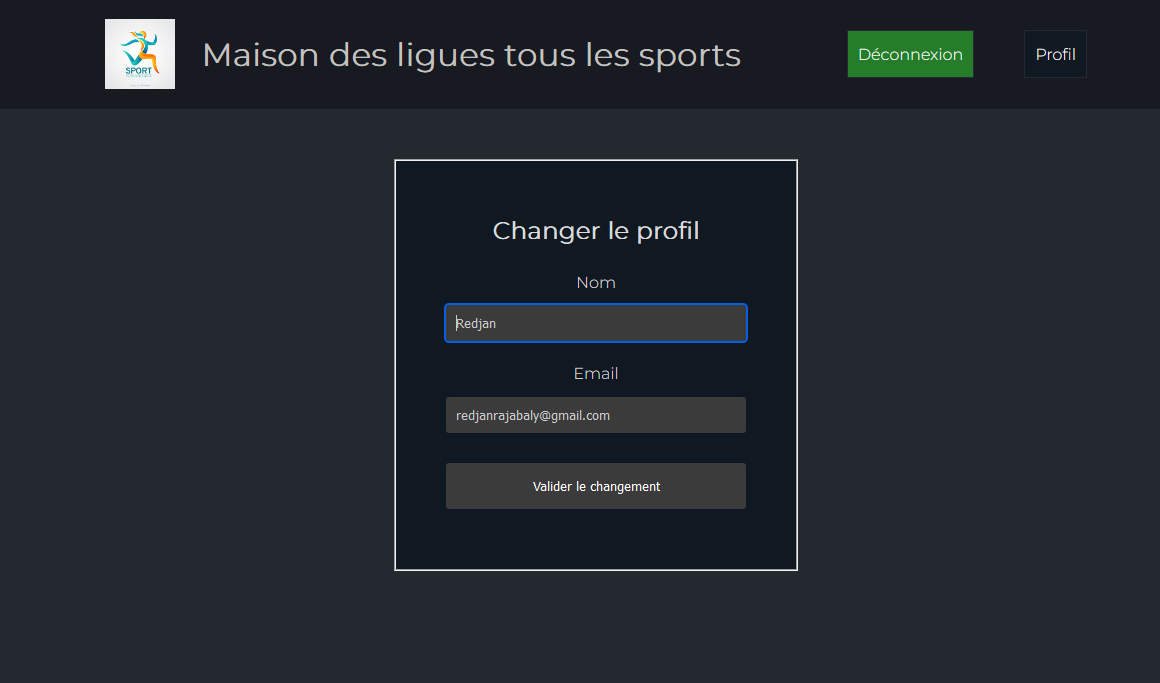 SPORT
Maison des ligues tous les sports
Déconnexion
Profil
Changer le profil
Nom
Redjan
Email
redjanrajabaly@gmail.com
Valider le changement